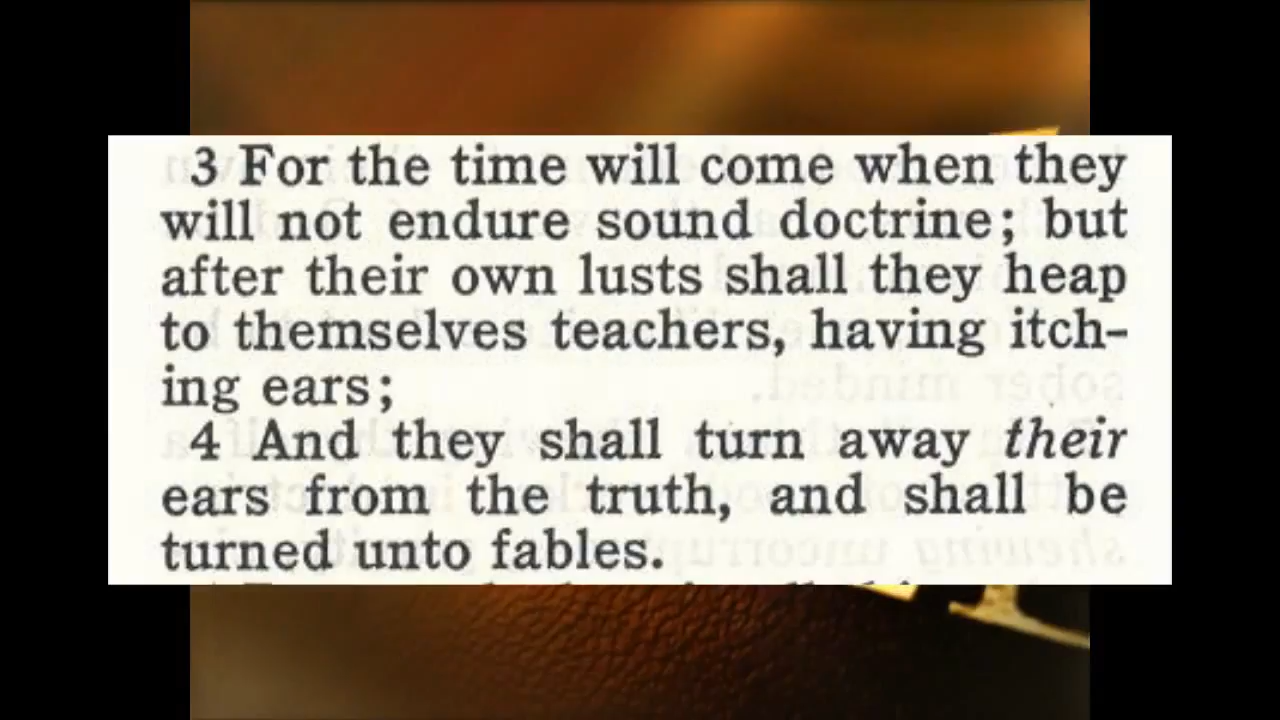 3 For the time will come when they
will not endure sound doctrine; but
after their own lusts shall they heap
to themselves teachers, having itch-
ing ears;
4 And they shall turn away their
ears from the truth, and shall be
turned unto fables.